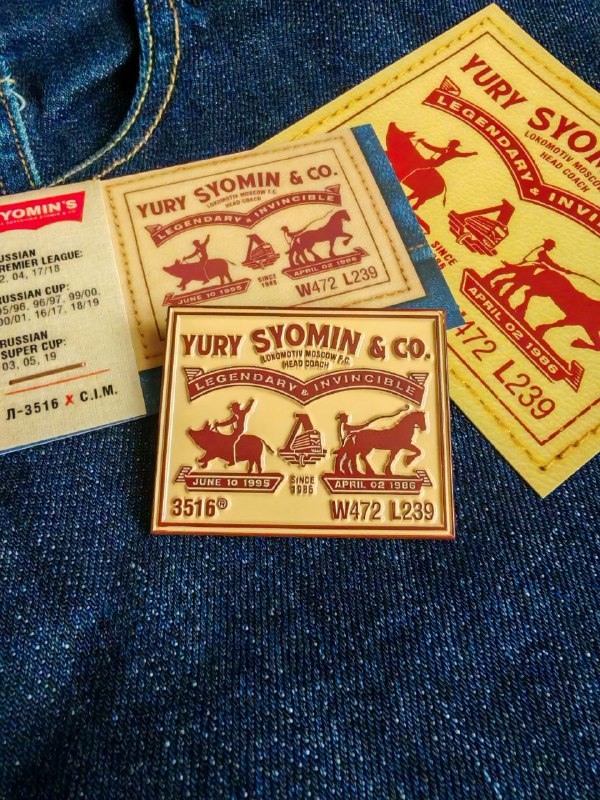 YOMIN'S
USSIAN
REMIER LEAGUE:
2, 04, 17/18
RUSSIAN CUP:
95/96, 96/97, 99/00,
00/01, 16/17, 18/19
RUSSIAN
SUPER CUP:
03, 05, 19
Л-3516 X C.I.M.
YURY SYOMIN & CO.
LOKOMOTIV MOSCOW F.C.
HEAD COACH
LEGENDARY & INVINCIBLE
JUNE 10 1995
SINCE
1986
APRIL 02 1986
W472 L239
YURY SYOMIN
LOKOMOTIV MOSCOW
HEAD COACH
LEGENDARY & INVINC
SINCE
1986
APRIL 02 1986
W472 L239
YURY SYOMIN & CO.
LOKOMOTIV MOSCOW F.C.
HEAD COACH
LEGENDARY & INVINCIBLE
JUNE 10 1995
SINCE
1986
APRIL 02 1986
3516® W472 L239